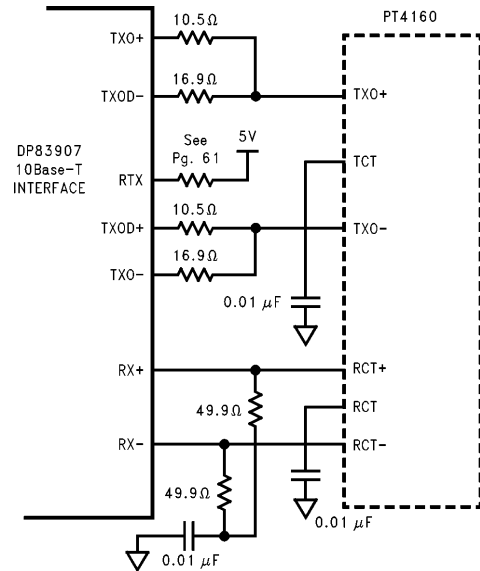 PT4160
10.5Ω
TXO+
16.9Ω
TXOD-
TXO+
See
Pg. 61
5V
DP83907
10Base-T
INTERFACE
TCT
RTX
10.5Ω
TXOD+
TXO-
16.9Ω
TXO-
0.01 μF
RX+
RCT+
49.9Ω
RCT
RX-
RCT-
49.9Ω
0.01 μF
0.01 μF